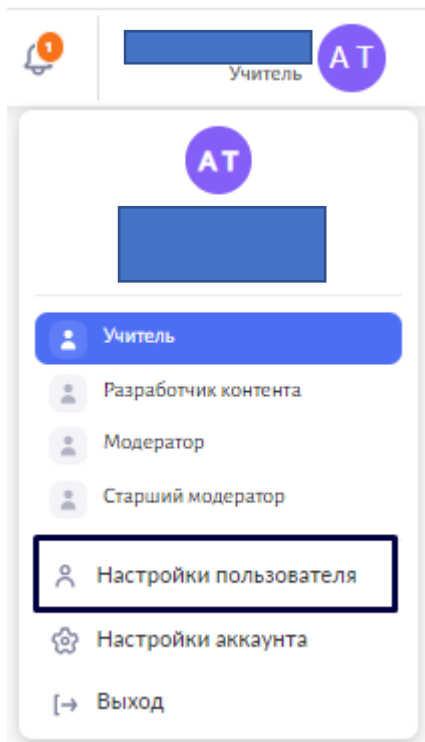 1
Учитель
АТ
АТ
Учитель
Разработчик контента
Модератор
Старший модератор
Настройки пользователя
Настройки аккаунта
Выход